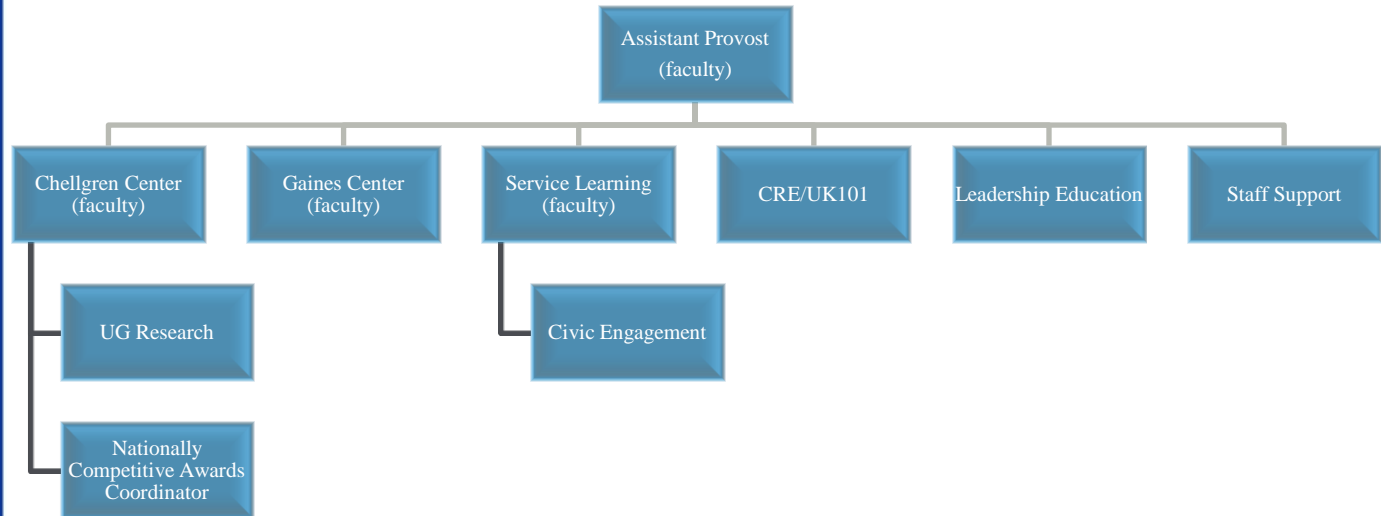 Assistant Provost
(faculty)
Chellgren Center
(faculty)
Gaines Center
(faculty)
Service Learning
(faculty)
CRE/UK101
Leadership Education
Staff Support
UG Research
Civic Engagement
Nationally
Competitive Awards
Coordinator